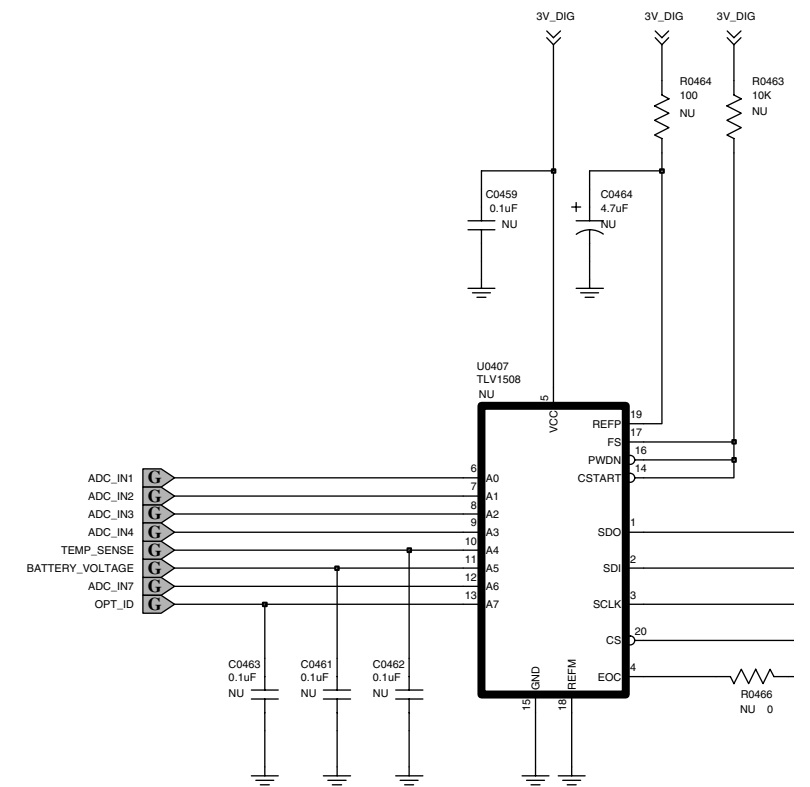 3V_DIG
3V_DIG
3V_DIG
R0464
100
NU
R0463
10K
NU
C0459
0.1uF
NU
+
C0464
4.7uF
NU
U0407
TLV1508
NU
5
VCC
REFP
19
FS
17
PWDN
16
CSTART
14
ADC_IN1
G
6
A0
ADC_IN2
G
7
A1
ADC_IN3
G
8
A2
ADC_IN4
G
9
A3
SDO
1
TEMP_SENSE
G
10
A4
BATTERY_VOLTAGE
G
11
A5
SDI
2
ADC_IN7
G
12
A6
OPT_ID
G
13
A7
SCLK
3
CS
20
EOC
4
C0463
0.1uF
NU
C0461
0.1uF
NU
C0462
0.1uF
NU
GND
15
REFM
18
R0466
NU 0